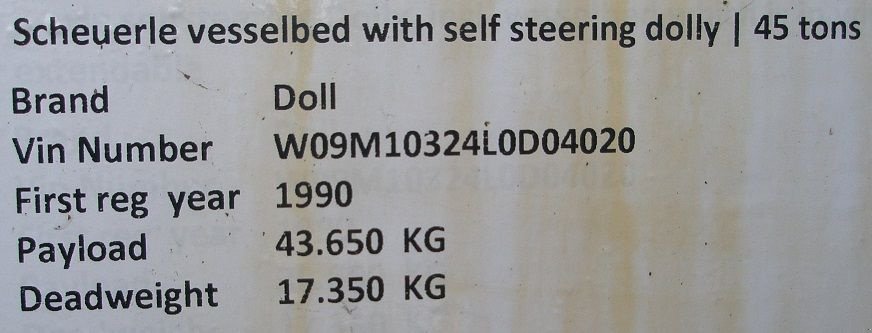 Scheuerle vesselbed with self steering dolly | 45 tons
Brand Doll
Vin Number W09M10324L0D04020
First reg year 1990
Payload 43.650 KG
Deadweight 17.350 KG